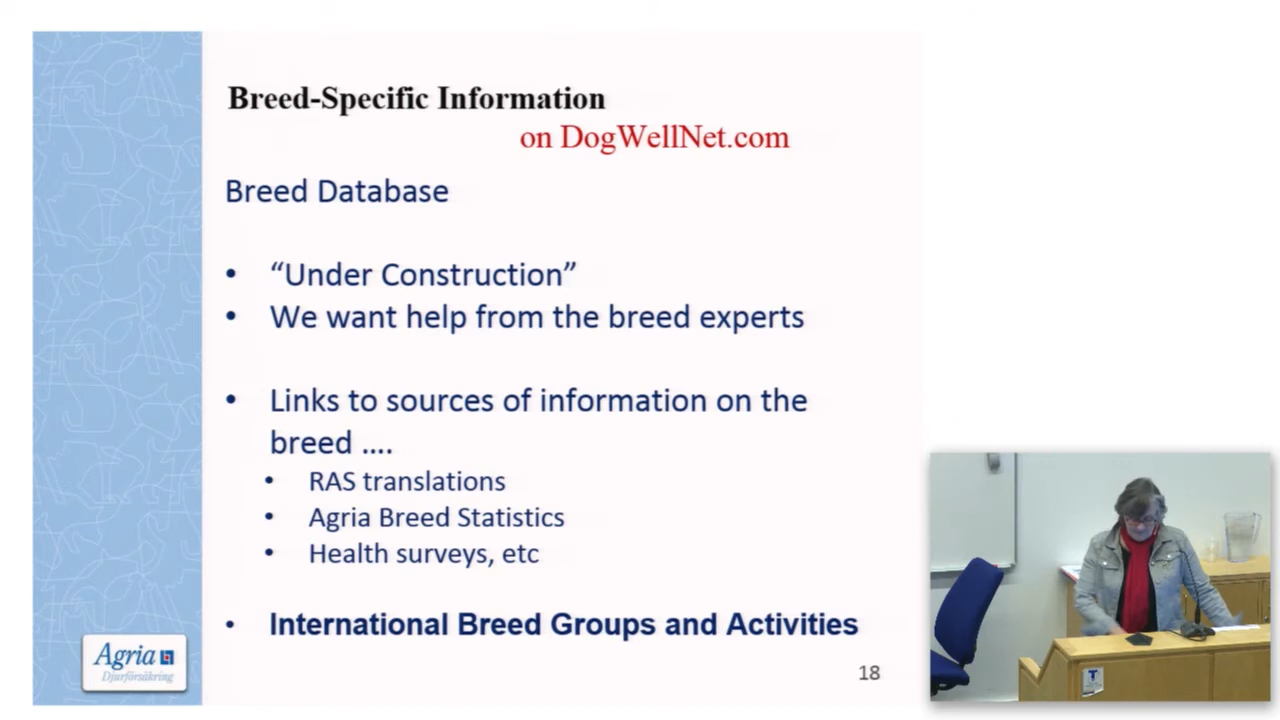 Breed-Specific Information
on DogWellNet.com
Breed Database
• “Under Construction”
• We want help from the breed experts
• Links to sources of information on the
breed ....
• RAS translations
• Agria Breed Statistics
• Health surveys, etc
• International Breed Groups and Activities
Agria
Djurförsäkring
18
T